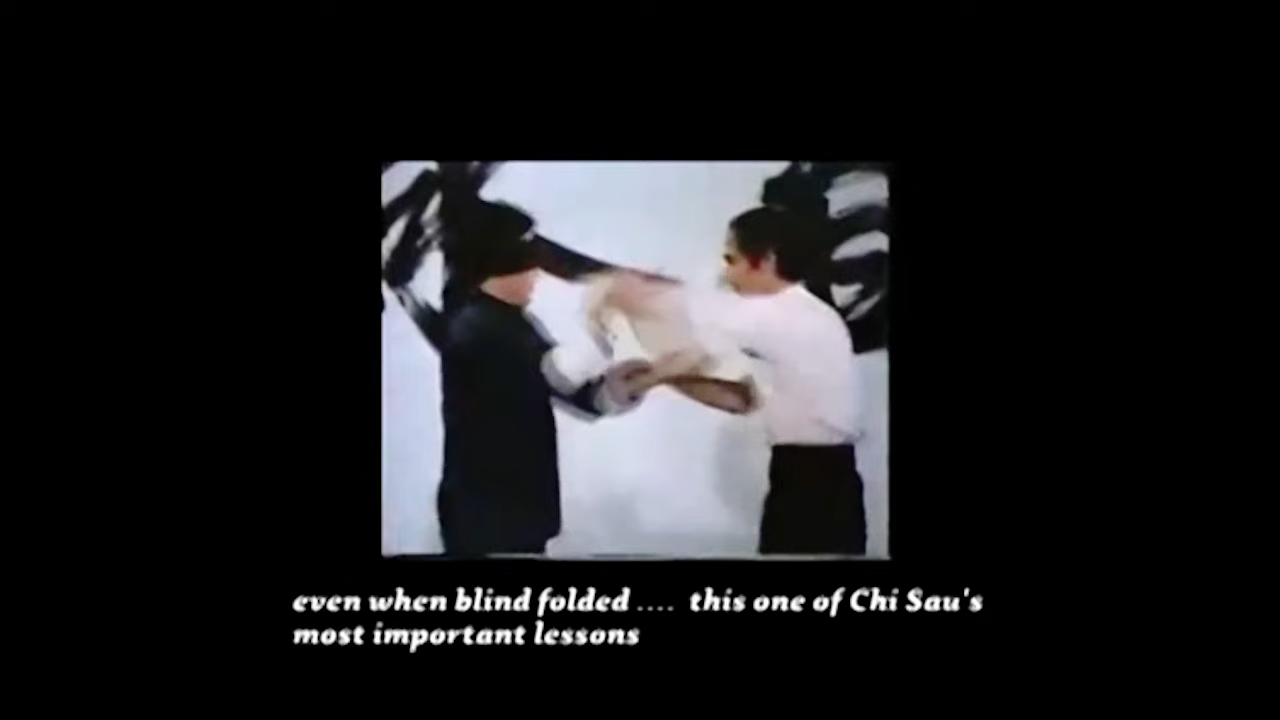 even when blind folded .... this one of Chi Sau's
most important lessons